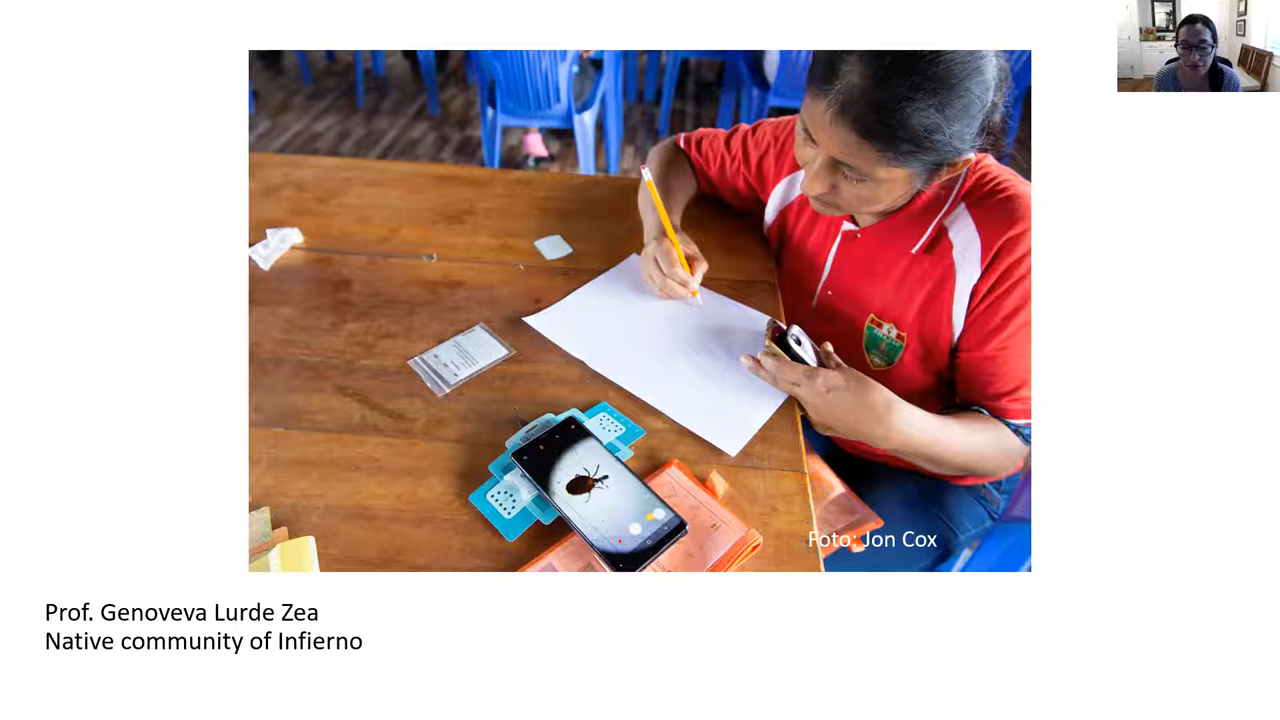 Foto: Jon Cox
Prof. Genoveva Lurde Zea
Native community of Infierno